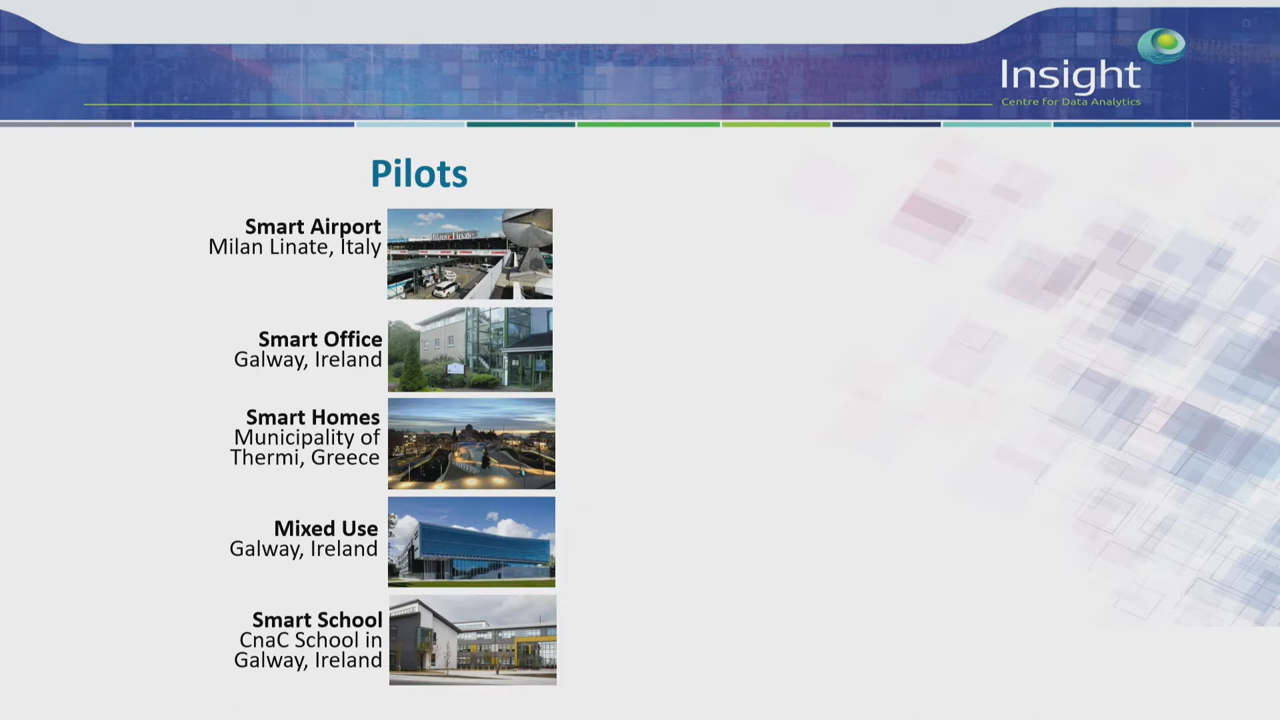 Insight
Centre for Data Analytics
Pilots
Smart Airport
Milan Linate, Italy
Smart Office
Galway, Ireland
Smart Homes
Municipality of
Thermi, Greece
Mixed Use
Galway, Ireland
Smart School
CnaC School in
Galway, Ireland